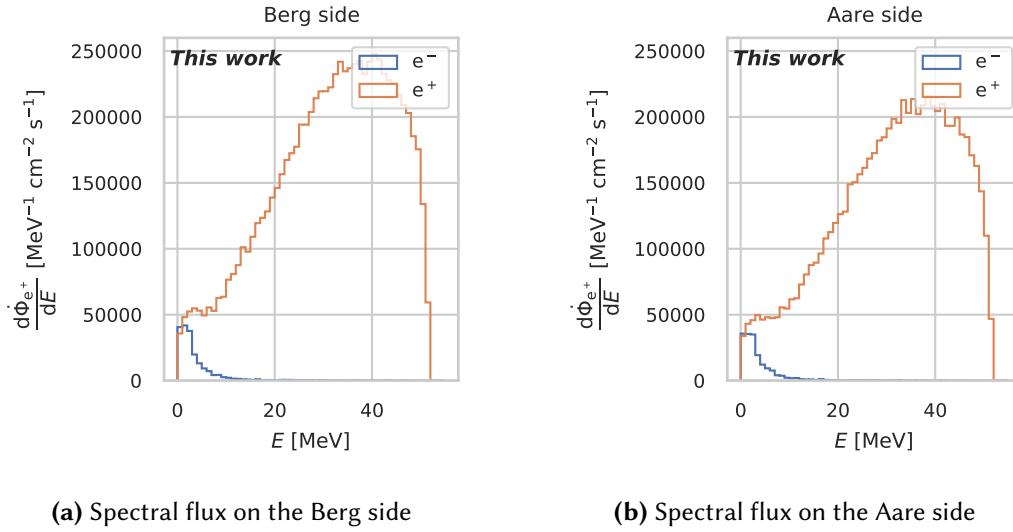 Berg side
This work
e⁻
e⁺
250000
200000
150000
100000
50000
0
dΦ̇e⁺/dE [MeV⁻¹ cm⁻² s⁻¹]
0 20 40
E [MeV]
(a) Spectral flux on the Berg side
Aare side
This work
e⁻
e⁺
250000
200000
150000
100000
50000
0
dΦ̇e⁺/dE [MeV⁻¹ cm⁻² s⁻¹]
0 20 40
E [MeV]
(b) Spectral flux on the Aare side